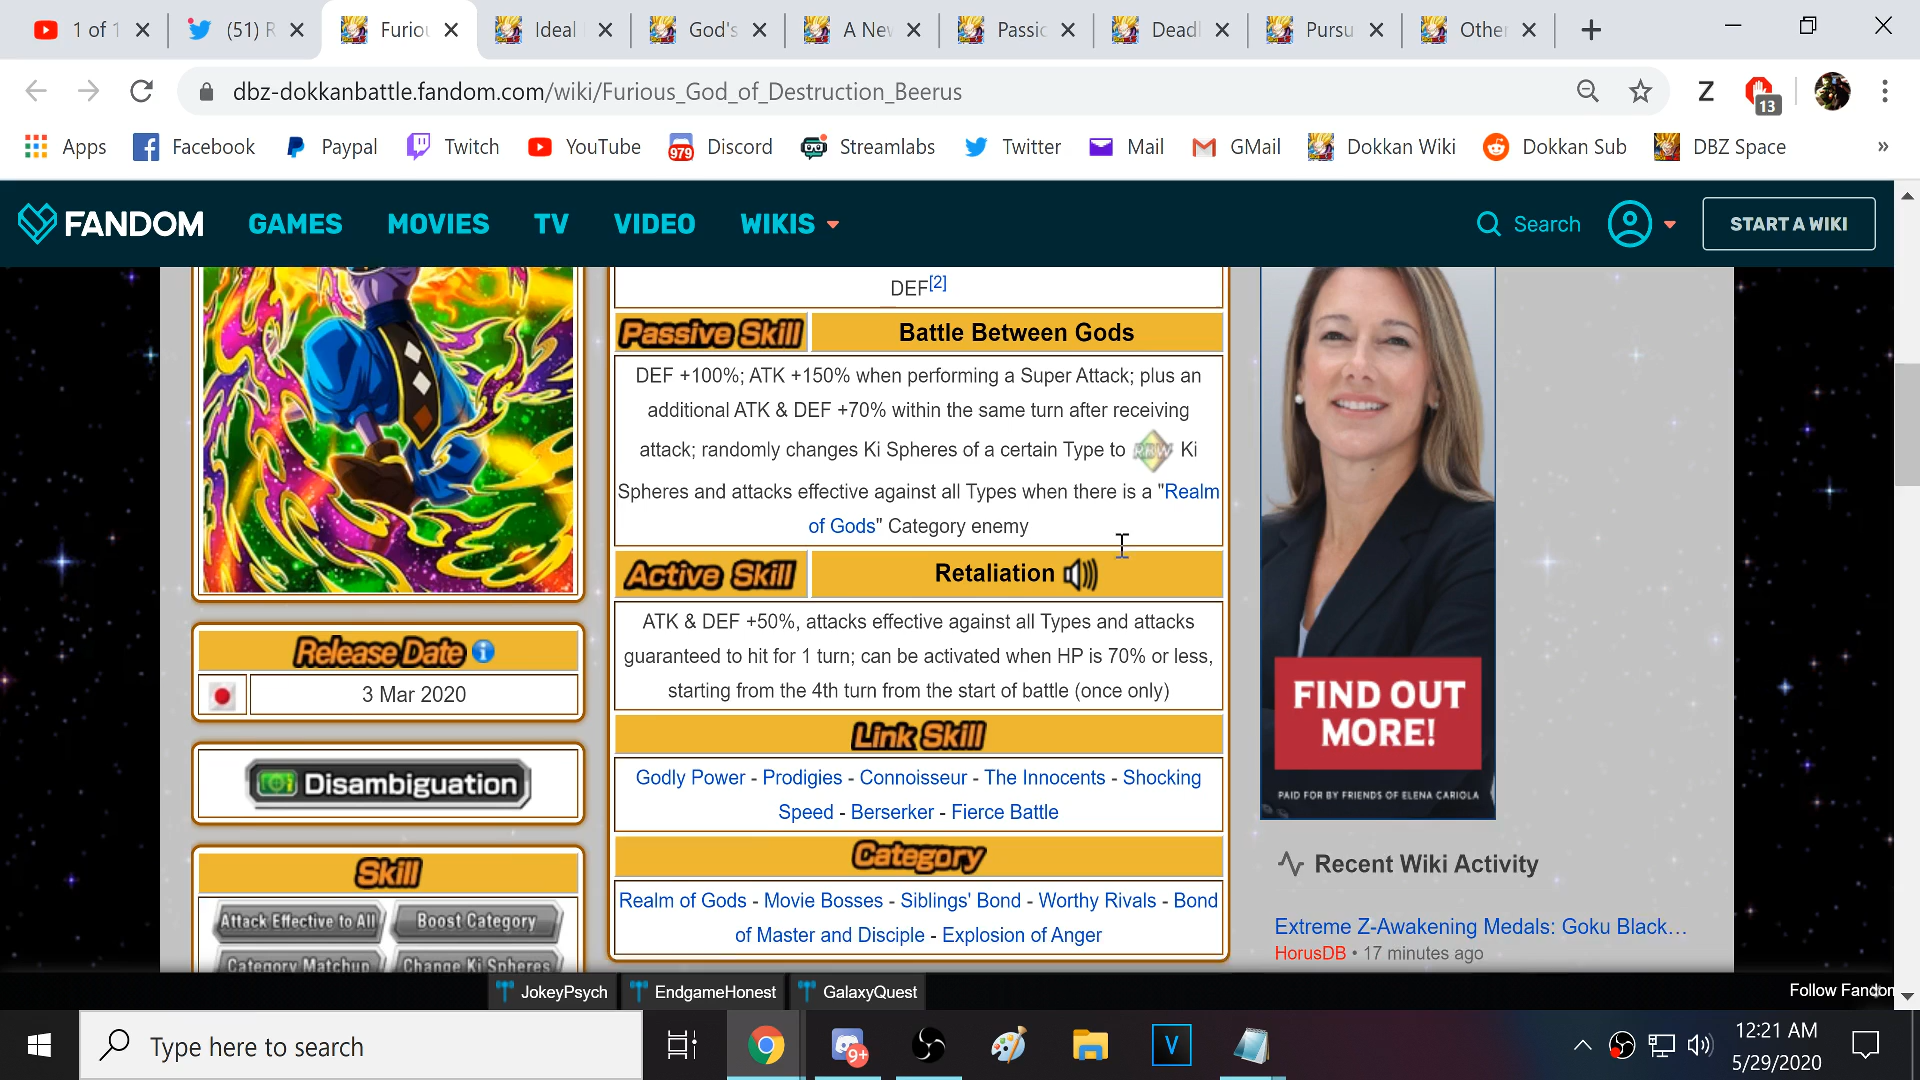 1 of 1
(51) R
Furiou
Ideal
God's
A Nev
Passic
Deadl
Pursu
Other
dbz-dokkanbattle.fandom.com/wiki/Furious_God_of_Destruction_Beerus
Z
13
Apps
Facebook
Paypal
Twitch
YouTube
979
Discord
Streamlabs
Twitter
Mail
GMail
Dokkan Wiki
Dokkan Sub
DBZ Space
»
FANDOM
GAMES
MOVIES
TV
VIDEO
WIKIS
Search
START A WIKI
DEF[2]
Passive Skill
Battle Between Gods
DEF +100%; ATK +150% when performing a Super Attack; plus an
additional ATK & DEF +70% within the same turn after receiving
attack; randomly changes Ki Spheres of a certain Type to RRW Ki
Spheres and attacks effective against all Types when there is a "Realm
of Gods" Category enemy
Active Skill
Retaliation
ATK & DEF +50%, attacks effective against all Types and attacks
guaranteed to hit for 1 turn; can be activated when HP is 70% or less,
starting from the 4th turn from the start of battle (once only)
Link Skill
Godly Power - Prodigies - Connoisseur - The Innocents - Shocking
Speed - Berserker - Fierce Battle
Category
Realm of Gods - Movie Bosses - Siblings' Bond - Worthy Rivals - Bond
of Master and Disciple - Explosion of Anger
Release Date
3 Mar 2020
Disambiguation
Skill
Attack Effective to All
Boost Category
Category Matchup
Change Ki Spheres
FIND OUT
MORE!
PAID FOR BY FRIENDS OF ELENA CARIOLA
Recent Wiki Activity
Extreme Z-Awakening Medals: Goku Black...
HorusDB • 17 minutes ago
JokeyPsych
EndgameHonest
GalaxyQuest
Follow Fandom
Type here to search
9+
V
12:21 AM
5/29/2020